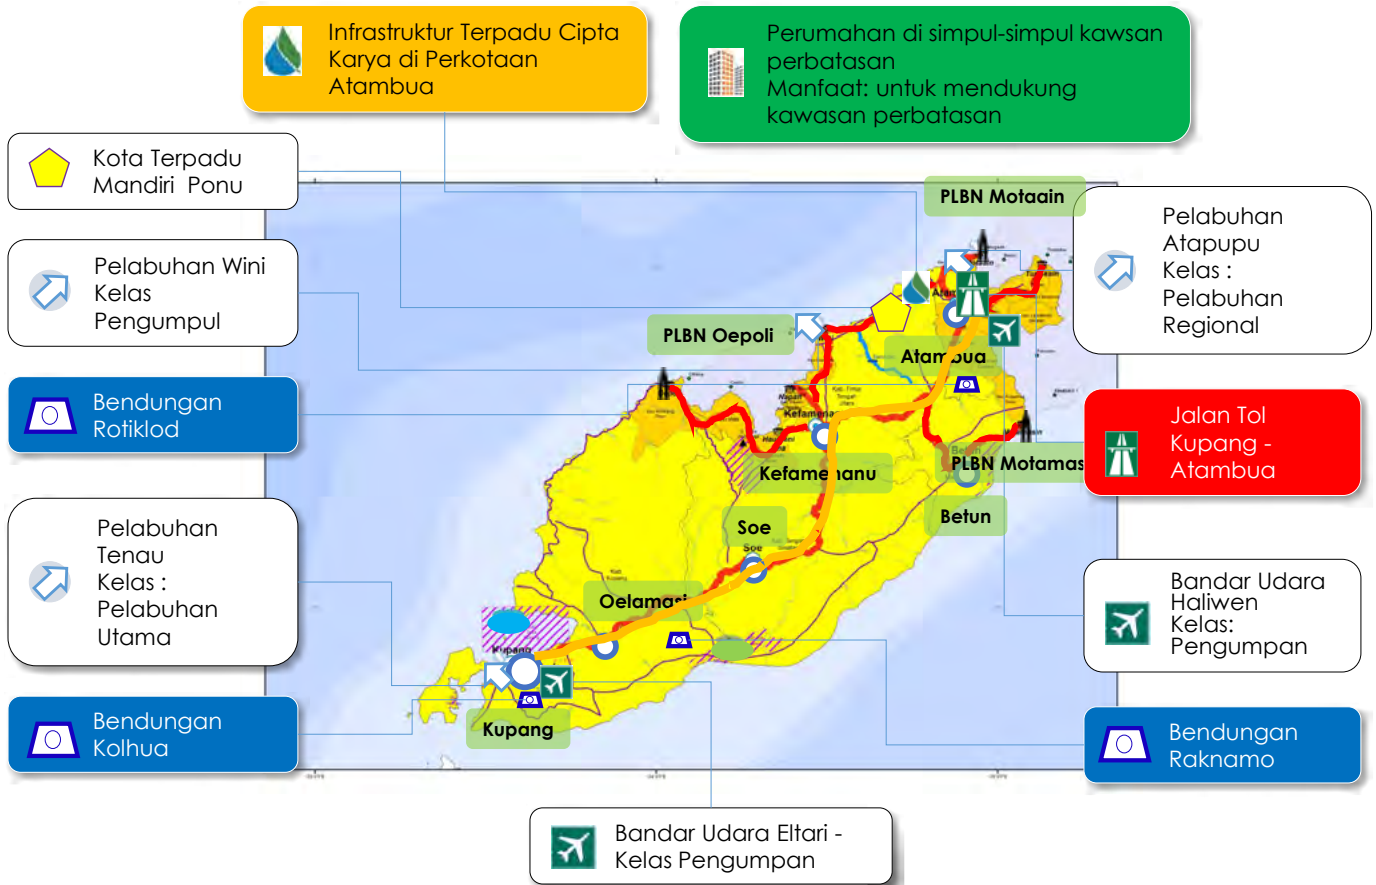 Infrastruktur Terpadu Cipta
Karya di Perkotaan
Atambua
Perumahan di simpul-simpul kawsan
perbatasan
Manfaat: untuk mendukung
kawasan perbatasan
Kota Terpadu
Mandiri Ponu
Pelabuhan Wini
Kelas
Pengumpul
Bendungan
Rotiklod
Pelabuhan
Tenau
Kelas :
Pelabuhan
Utama
Bendungan
Kolhua
PLBN Motaain
PLBN Oepoli
Atambua
Kefamenanu
PLBN Motamas
Betun
Soe
Soe
Oelamasi
Kupang
Kupang
Pelabuhan
Atapupu
Kelas :
Pelabuhan
Regional
Jalan Tol
Kupang -
Atambua
Bandar Udara
Haliwen
Kelas:
Pengumpan
Bendungan
Raknamo
Bandar Udara Eltari -
Kelas Pengumpan